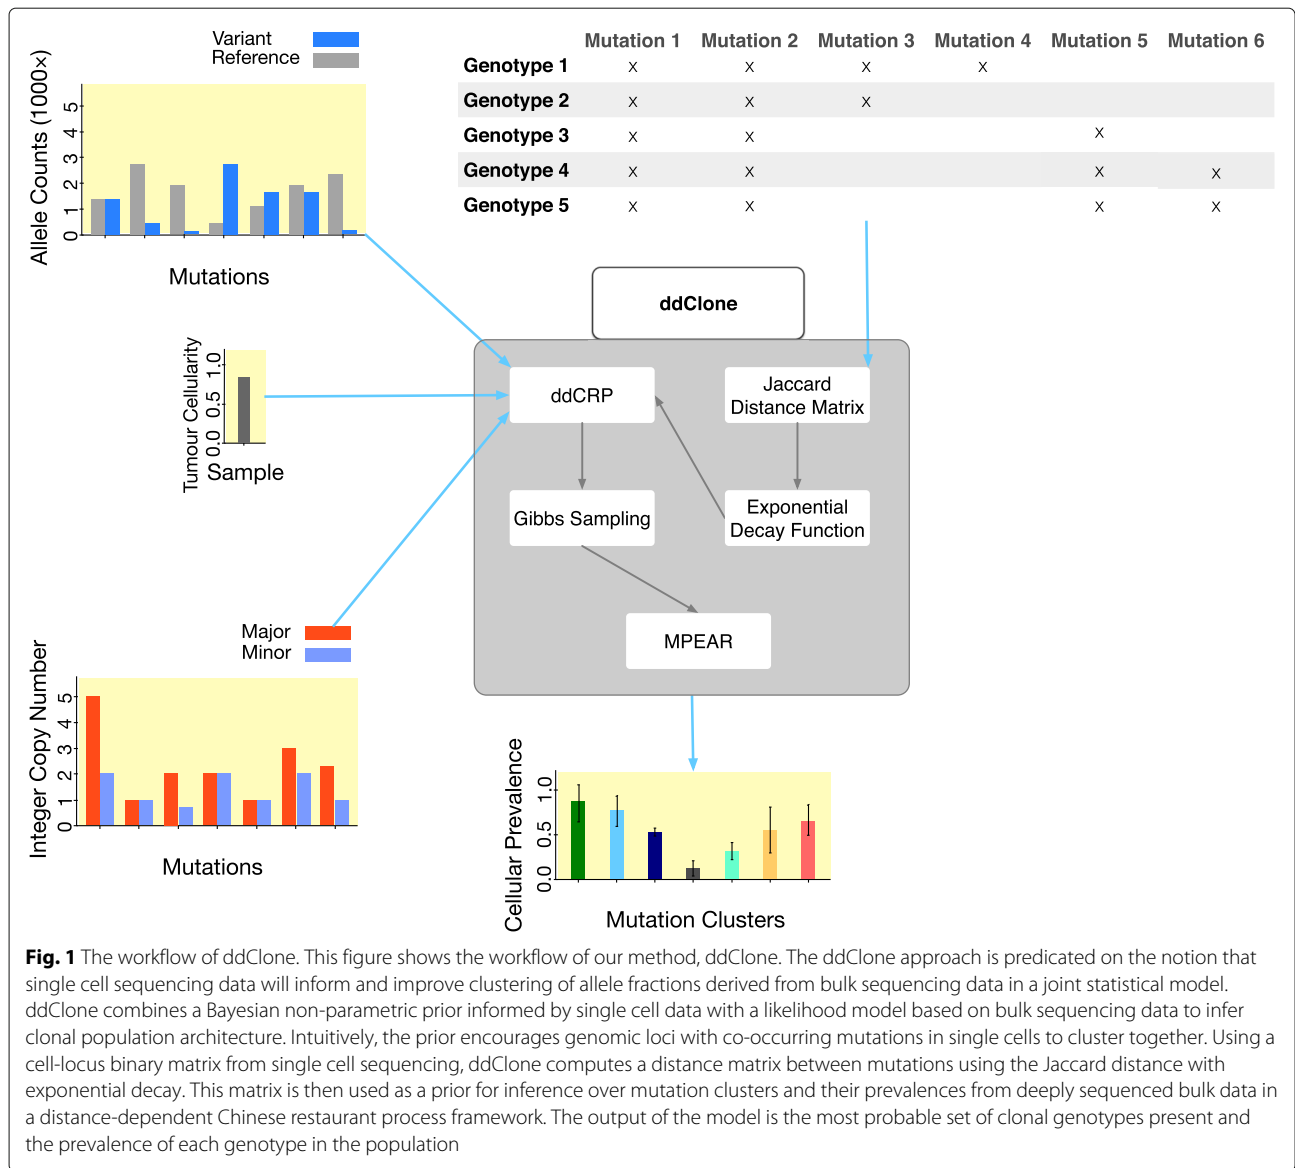 Variant
Reference
Allele Counts (1000×)
5
4
3
2
1
0
Mutations
Mutation 1 Mutation 2 Mutation 3 Mutation 4 Mutation 5 Mutation 6
Genotype 1 x x x x
Genotype 2 x x x
Genotype 3 x x x
Genotype 4 x x x x
Genotype 5 x x x x
ddClone
Tumour Cellularity
1.0
0.5
0.0
Sample
ddCRP
Jaccard
Distance Matrix
Gibbs Sampling
Exponential
Decay Function
MPEAR
Major
Minor
Integer Copy Number
5
4
3
2
1
0
Mutations
Cellular Prevalence
1.0
0.5
0.0
Mutation Clusters
Fig. 1 The workflow of ddClone. This figure shows the workflow of our method, ddClone. The ddClone approach is predicated on the notion that
single cell sequencing data will inform and improve clustering of allele fractions derived from bulk sequencing data in a joint statistical model.
ddClone combines a Bayesian non-parametric prior informed by single cell data with a likelihood model based on bulk sequencing data to infer
clonal population architecture. Intuitively, the prior encourages genomic loci with co-occurring mutations in single cells to cluster together. Using a
cell-locus binary matrix from single cell sequencing, ddClone computes a distance matrix between mutations using the Jaccard distance with
exponential decay. This matrix is then used as a prior for inference over mutation clusters and their prevalences from deeply sequenced bulk data in
a distance-dependent Chinese restaurant process framework. The output of the model is the most probable set of clonal genotypes present and
the prevalence of each genotype in the population